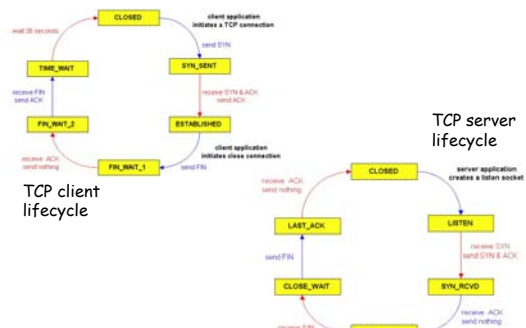 CLOSED
client application
initiates a TCP connection
wait 30 seconds
send SYN
TIME_WAIT
SYN_SENT
receive FIN
send ACK
receive SYN & ACK
send ACK
FIN_WAIT_2
ESTABLISHED
client application
initiates close connection
receive ACK
send nothing
FIN_WAIT_1
send FIN
TCP client
lifecycle
TCP server
lifecycle
CLOSED
server application
creates a listen socket
receive ACK
send nothing
LAST_ACK
LISTEN
send FIN
receive SYN
send SYN & ACK
CLOSE_WAIT
SYN_RCVD
receive ACK
send nothing
receive FIN